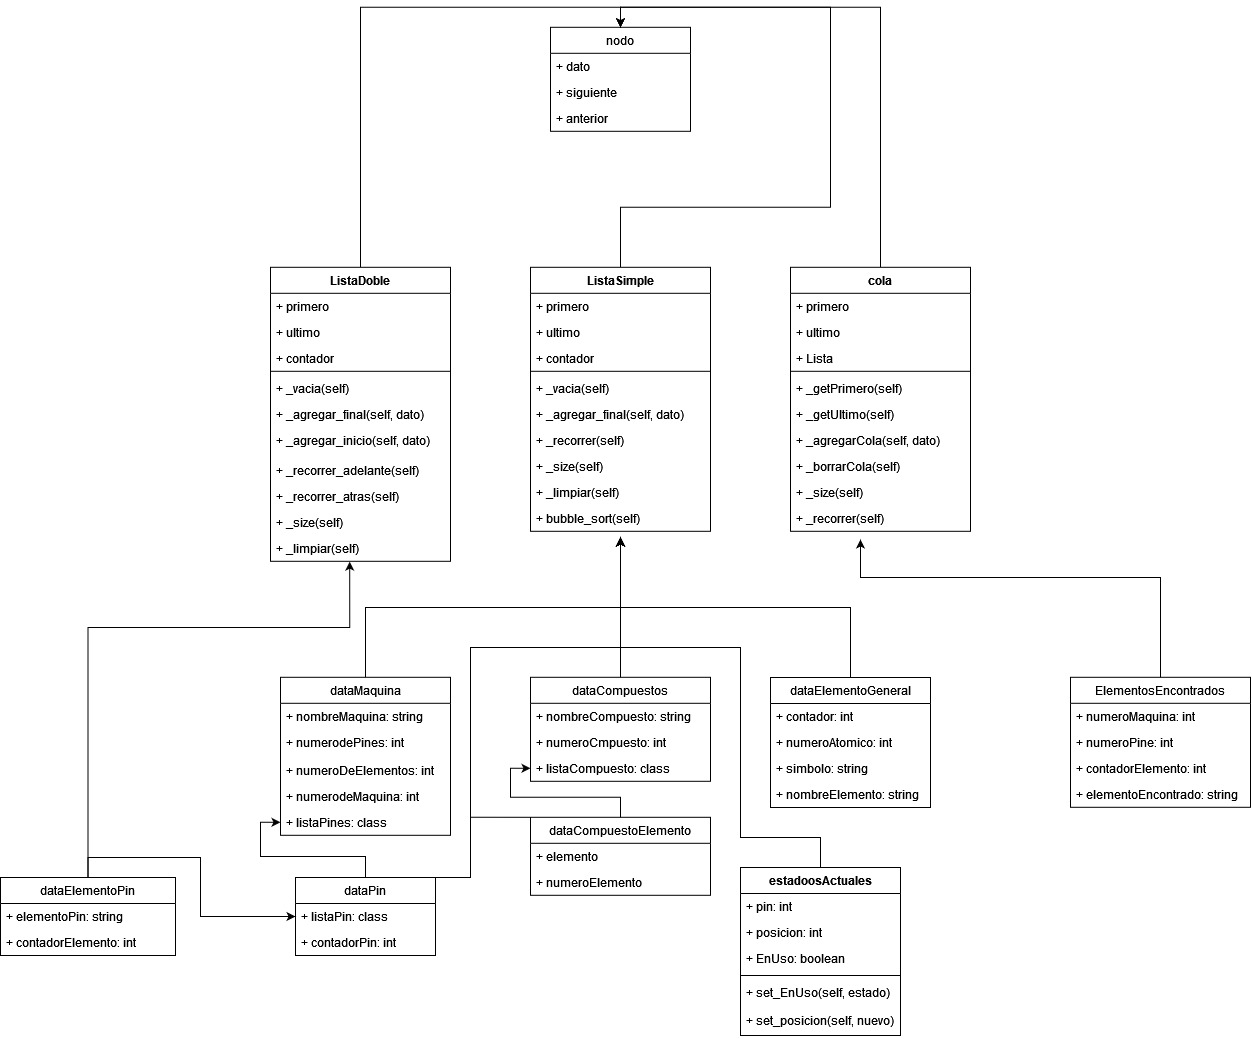 nodo
+ dato
+ siguiente
+ anterior
ListaDoble
+ primero
+ ultimo
+ contador
+ _vacia(self)
+ _agregar_final(self, dato)
+ _agregar_inicio(self, dato)
+ _recorrer_adelante(self)
+ _recorrer_atras(self)
+ _size(self)
+ _limpiar(self)
ListaSimple
+ primero
+ ultimo
+ contador
+ _vacia(self)
+ _agregar_final(self, dato)
+ _recorrer(self)
+ _size(self)
+ _limpiar(self)
+ bubble_sort(self)
cola
+ primero
+ ultimo
+ Lista
+ _getPrimero(self)
+ _getUltimo(self)
+ _agregarCola(self, dato)
+ _borrarCola(self)
+ _size(self)
+ _recorrer(self)
dataMaquina
+ nombreMaquina: string
+ numerodePines: int
+ numeroDeElementos: int
+ numerodeMaquina: int
+ listaPines: class
dataCompuestos
+ nombreCompuesto: string
+ numeroCmpuesto: int
+ listaCompuesto: class
dataElementoGeneral
+ contador: int
+ numeroAtomico: int
+ simbolo: string
+ nombreElemento: string
ElementosEncontrados
+ numeroMaquina: int
+ numeroPine: int
+ contadorElemento: int
+ elementoEncontrado: string
dataElementoPin
+ elementoPin: string
+ contadorElemento: int
dataPin
+ listaPin: class
+ contadorPin: int
dataCompuestoElemento
+ elemento
+ numeroElemento
estadoosActuales
+ pin: int
+ posicion: int
+ EnUso: boolean
+ set_EnUso(self, estado)
+ set_posicion(self, nuevo)